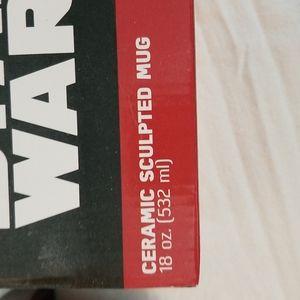 WAR
CERAMIC SCULPTED MUG
18 oz. (532 ml)